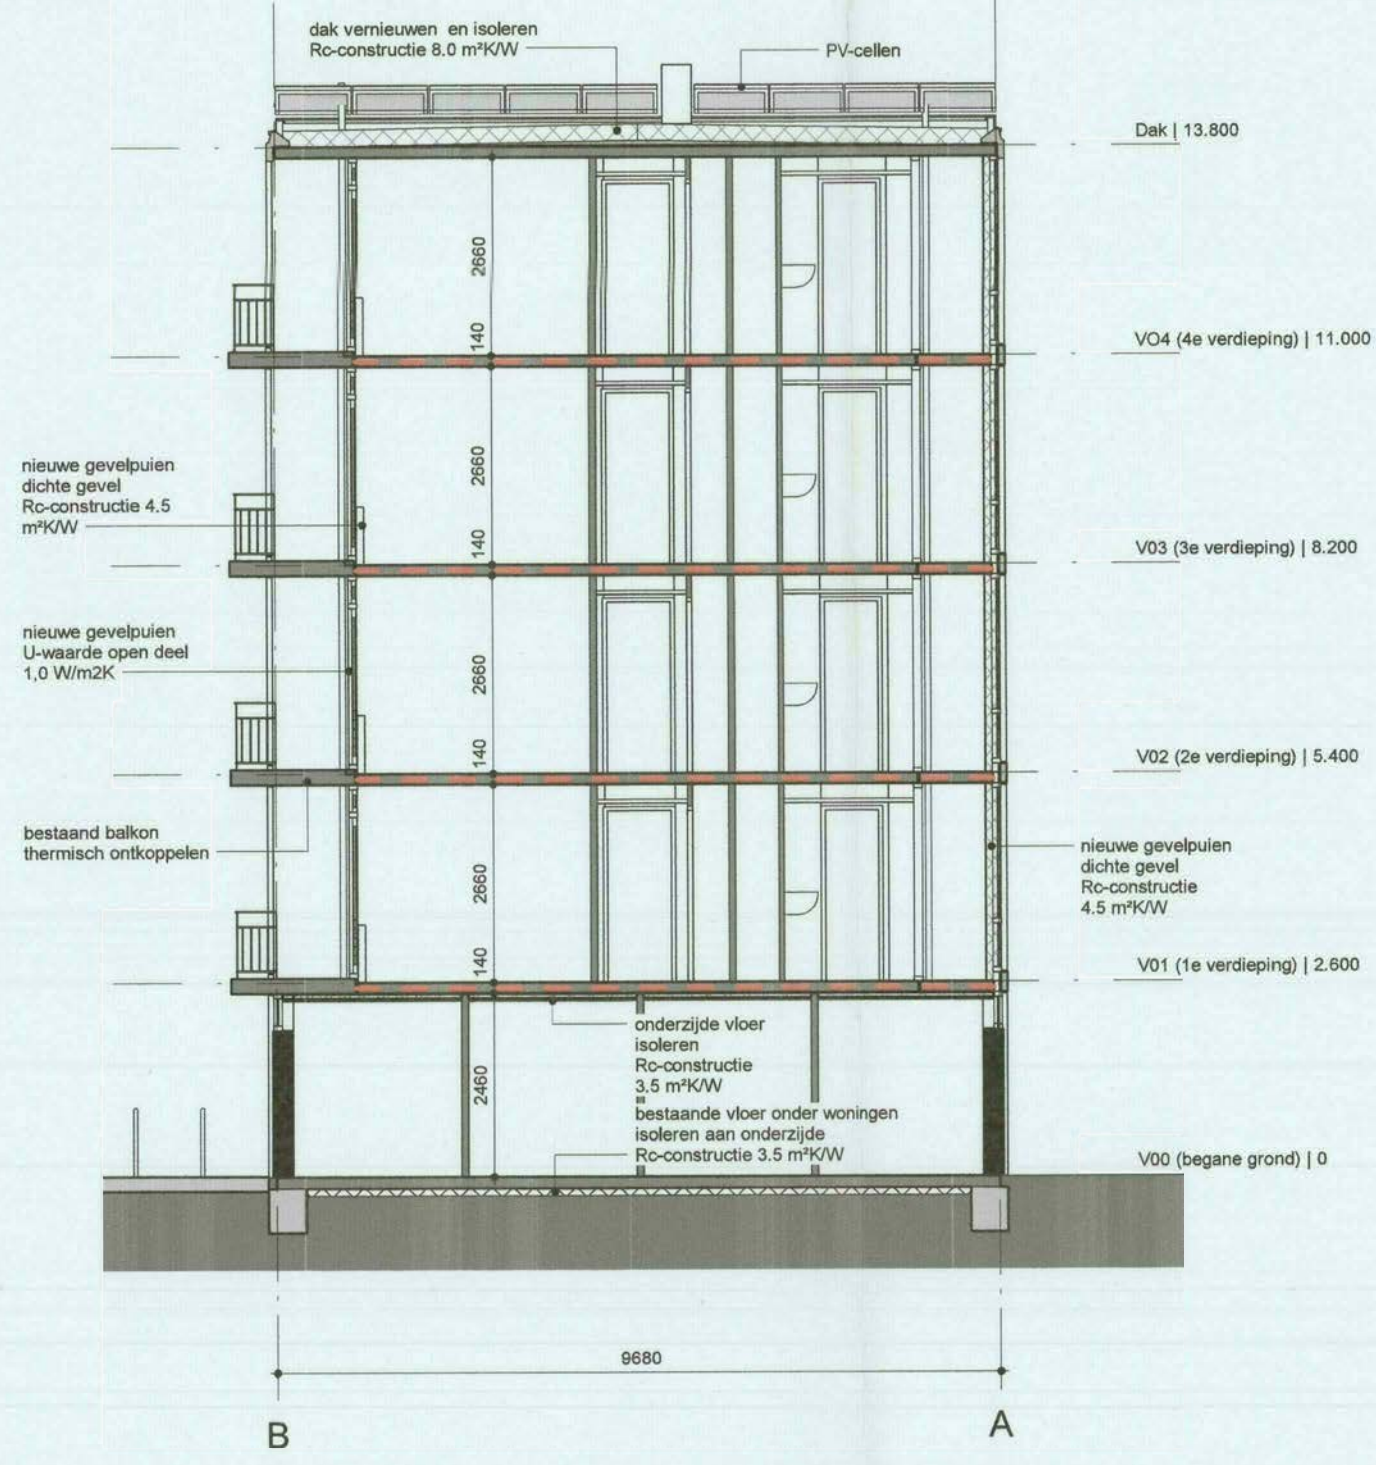 dak vernieuwen en isoleren
Rc-constructie 8.0 m²K/W
PV-cellen
Dak | 13.800
2660
140
VO4 (4e verdieping) | 11.000
nieuwe gevelpuien
dichte gevel
Rc-constructie 4.5
m²K/W
2660
140
V03 (3e verdieping) | 8.200
nieuwe gevelpuien
U-waarde open deel
1,0 W/m2K
2660
140
V02 (2e verdieping) | 5.400
bestaand balkon
thermisch ontkoppelen
nieuwe gevelpuien
dichte gevel
Rc-constructie
4.5 m²K/W
2660
140
V01 (1e verdieping) | 2.600
onderzijde vloer
isoleren
Rc-constructie
3.5 m²K/W
2460
bestaande vloer onder woningen
isoleren aan onderzijde
Rc-constructie 3.5 m²K/W
V00 (begane grond) | 0
9680
B
A